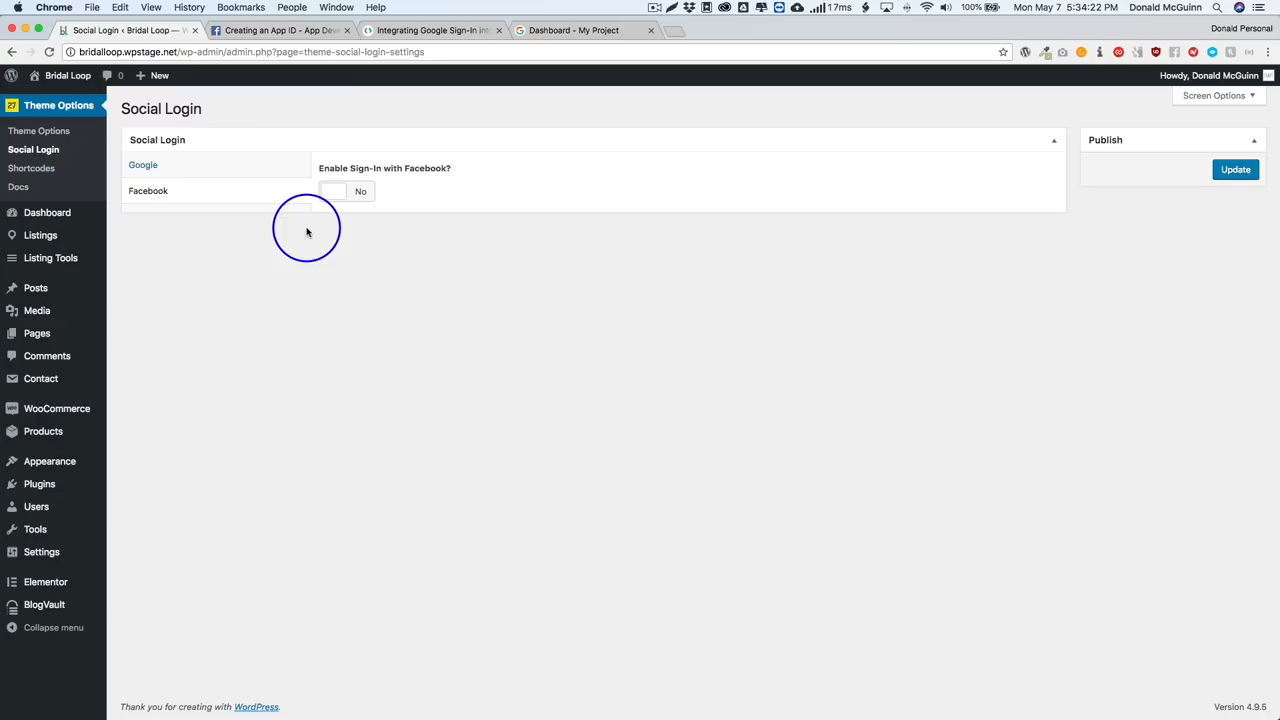 Chrome File Edit View History Bookmarks People Window Help 17ms 100% Mon May 7 5:34:22 PM Donald McGuinn
Social Login ‹ Bridal Loop — W Creating an App ID - App Dev Integrating Google Sign-In int Dashboard - My Project Donald Personal
bridalloop.wpstage.net/wp-admin/admin.php?page=theme-social-login-settings
Bridal Loop 0 New Howdy, Donald McGuinn
27 Theme Options
Theme Options
Social Login
Shortcodes
Docs
Dashboard
Listings
Listing Tools
Posts
Media
Pages
Comments
Contact
WooCommerce
Products
Appearance
Plugins
Users
Tools
Settings
Elementor
BlogVault
Collapse menu
Social Login
Screen Options
Social Login
Google
Facebook
Enable Sign-In with Facebook?
No
Publish
Update
Thank you for creating with WordPress.
Version 4.9.5